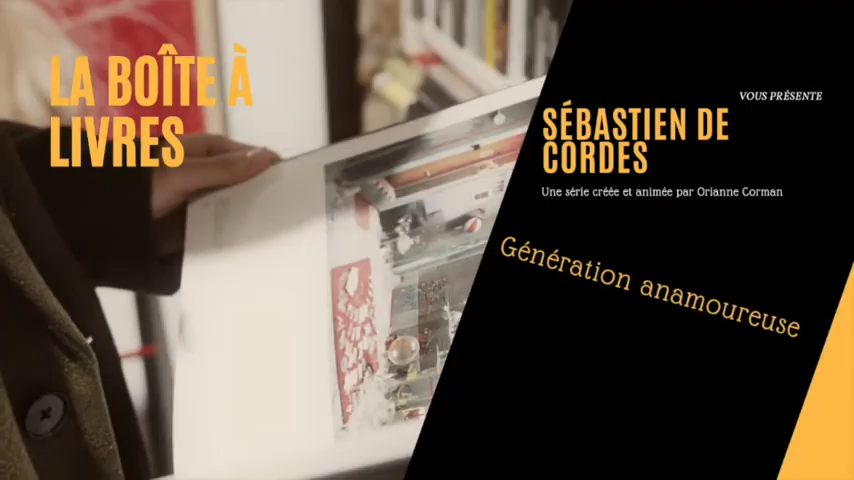 LA BOÎTE À
LIVRES
VOUS PRÉSENTE
SÉBASTIEN DE
CORDES
Une série créée et animée par Orianne Corman
Génération anamoureuse